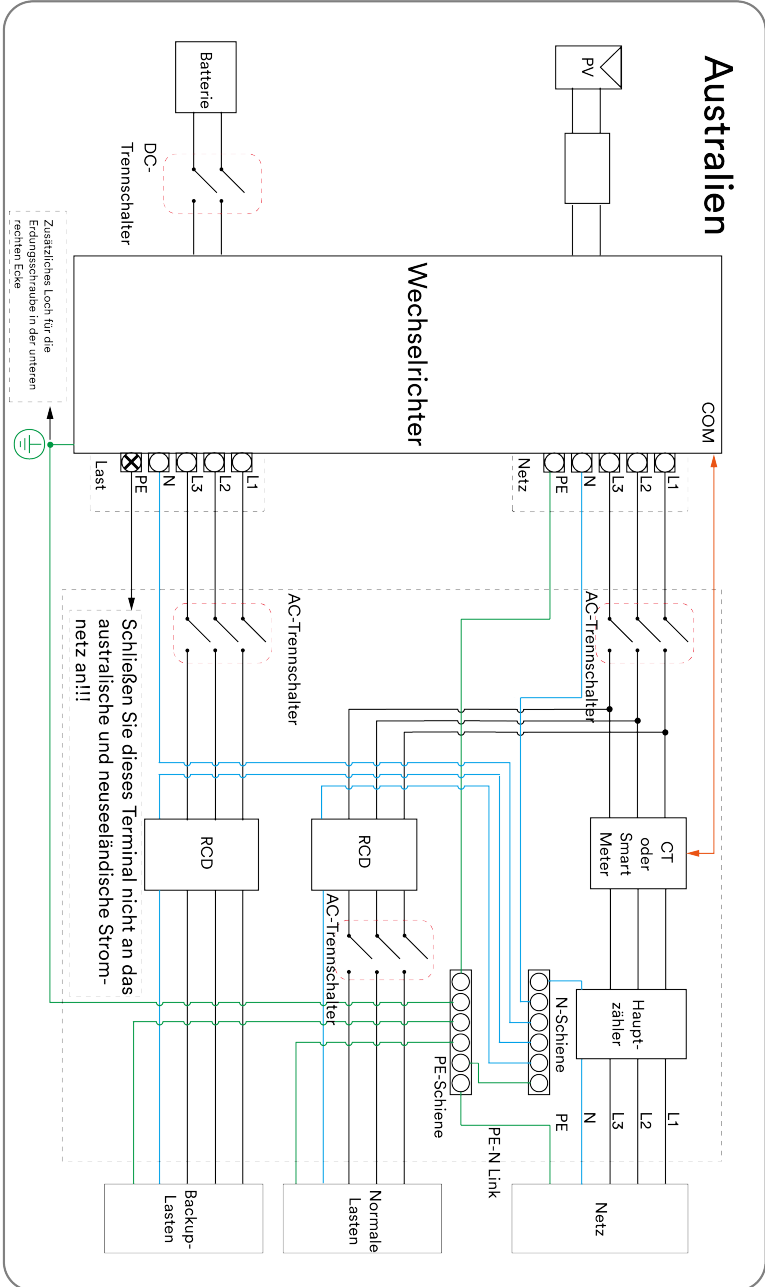 Australien
PV
Batterie
DC-
Trennschalter
Wechselrichter
COM
Zusätzliches Loch für die
Erdungsschraube in der unteren
rechten Ecke
Netz
L1
L2
L3
N
PE
Last
L1
L2
L3
N
PE
AC-Trennschalter
AC-Trennschalter
Schließen Sie dieses Terminal nicht an das
australische und neuseeländische Strom-
netz an!!!
CT
oder
Smart
Meter
RCD
RCD
AC-Trennschalter
Haupt-
zähler
N-Schiene
PE-Schiene
L1
L2
L3
N
PE
PE-N Link
Netz
Normale
Lasten
Backup-
Lasten